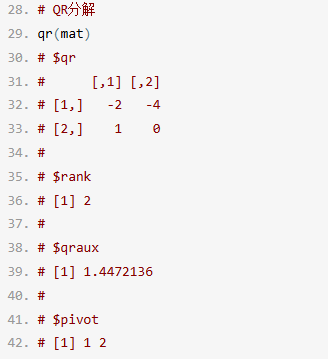 28. # QR分解
29. qr(mat)
30. # $qr
31. #      [,1] [,2]
32. # [1,]   -2   -4
33. # [2,]    1    0
34. #
35. # $rank
36. # [1] 2
37. #
38. # $qraux
39. # [1] 1.4472136
40. #
41. # $pivot
42. # [1] 1 2